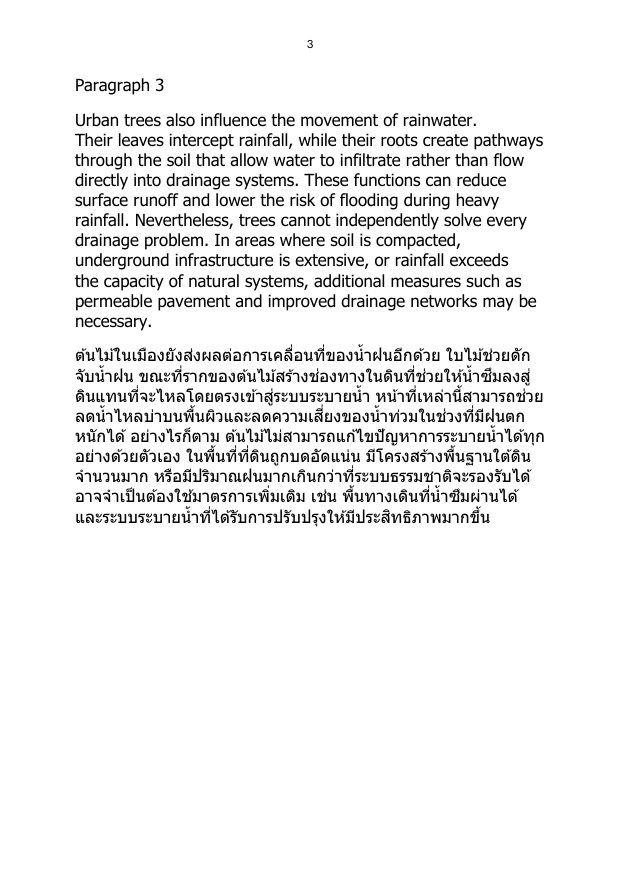 3
Paragraph 3
Urban trees also influence the movement of rainwater.
Their leaves intercept rainfall, while their roots create pathways
through the soil that allow water to infiltrate rather than flow
directly into drainage systems. These functions can reduce
surface runoff and lower the risk of flooding during heavy
rainfall. Nevertheless, trees cannot independently solve every
drainage problem. In areas where soil is compacted,
underground infrastructure is extensive, or rainfall exceeds
the capacity of natural systems, additional measures such as
permeable pavement and improved drainage networks may be
necessary.
ต้นไม้ในเมืองยังส่งผลต่อการเคลื่อนที่ของน้ำฝนอีกด้วย ใบไม้ช่วยดัก
จับน้ำฝน ขณะที่รากของต้นไม้สร้างช่องทางในดินที่ช่วยให้น้ำซึมลงสู่
ดินแทนที่จะไหลโดยตรงเข้าสู่ระบบระบายน้ำ หน้าที่เหล่านี้สามารถช่วย
ลดน้ำไหลบ่าบนพื้นผิวและลดความเสี่ยงของน้ำท่วมในช่วงที่มีฝนตก
หนักได้ อย่างไรก็ตาม ต้นไม้ไม่สามารถแก้ไขปัญหาการระบายน้ำได้ทุก
อย่างด้วยตัวเอง ในพื้นที่ที่ดินถูกบดอัดแน่น มีโครงสร้างพื้นฐานใต้ดิน
จำนวนมาก หรือมีปริมาณฝนมากเกินกว่าที่ระบบธรรมชาติจะรองรับได้
อาจจำเป็นต้องใช้มาตรการเพิ่มเติม เช่น พื้นทางเดินที่น้ำซึมผ่านได้
และระบบระบายน้ำที่ได้รับการปรับปรุงให้มีประสิทธิภาพมากขึ้น